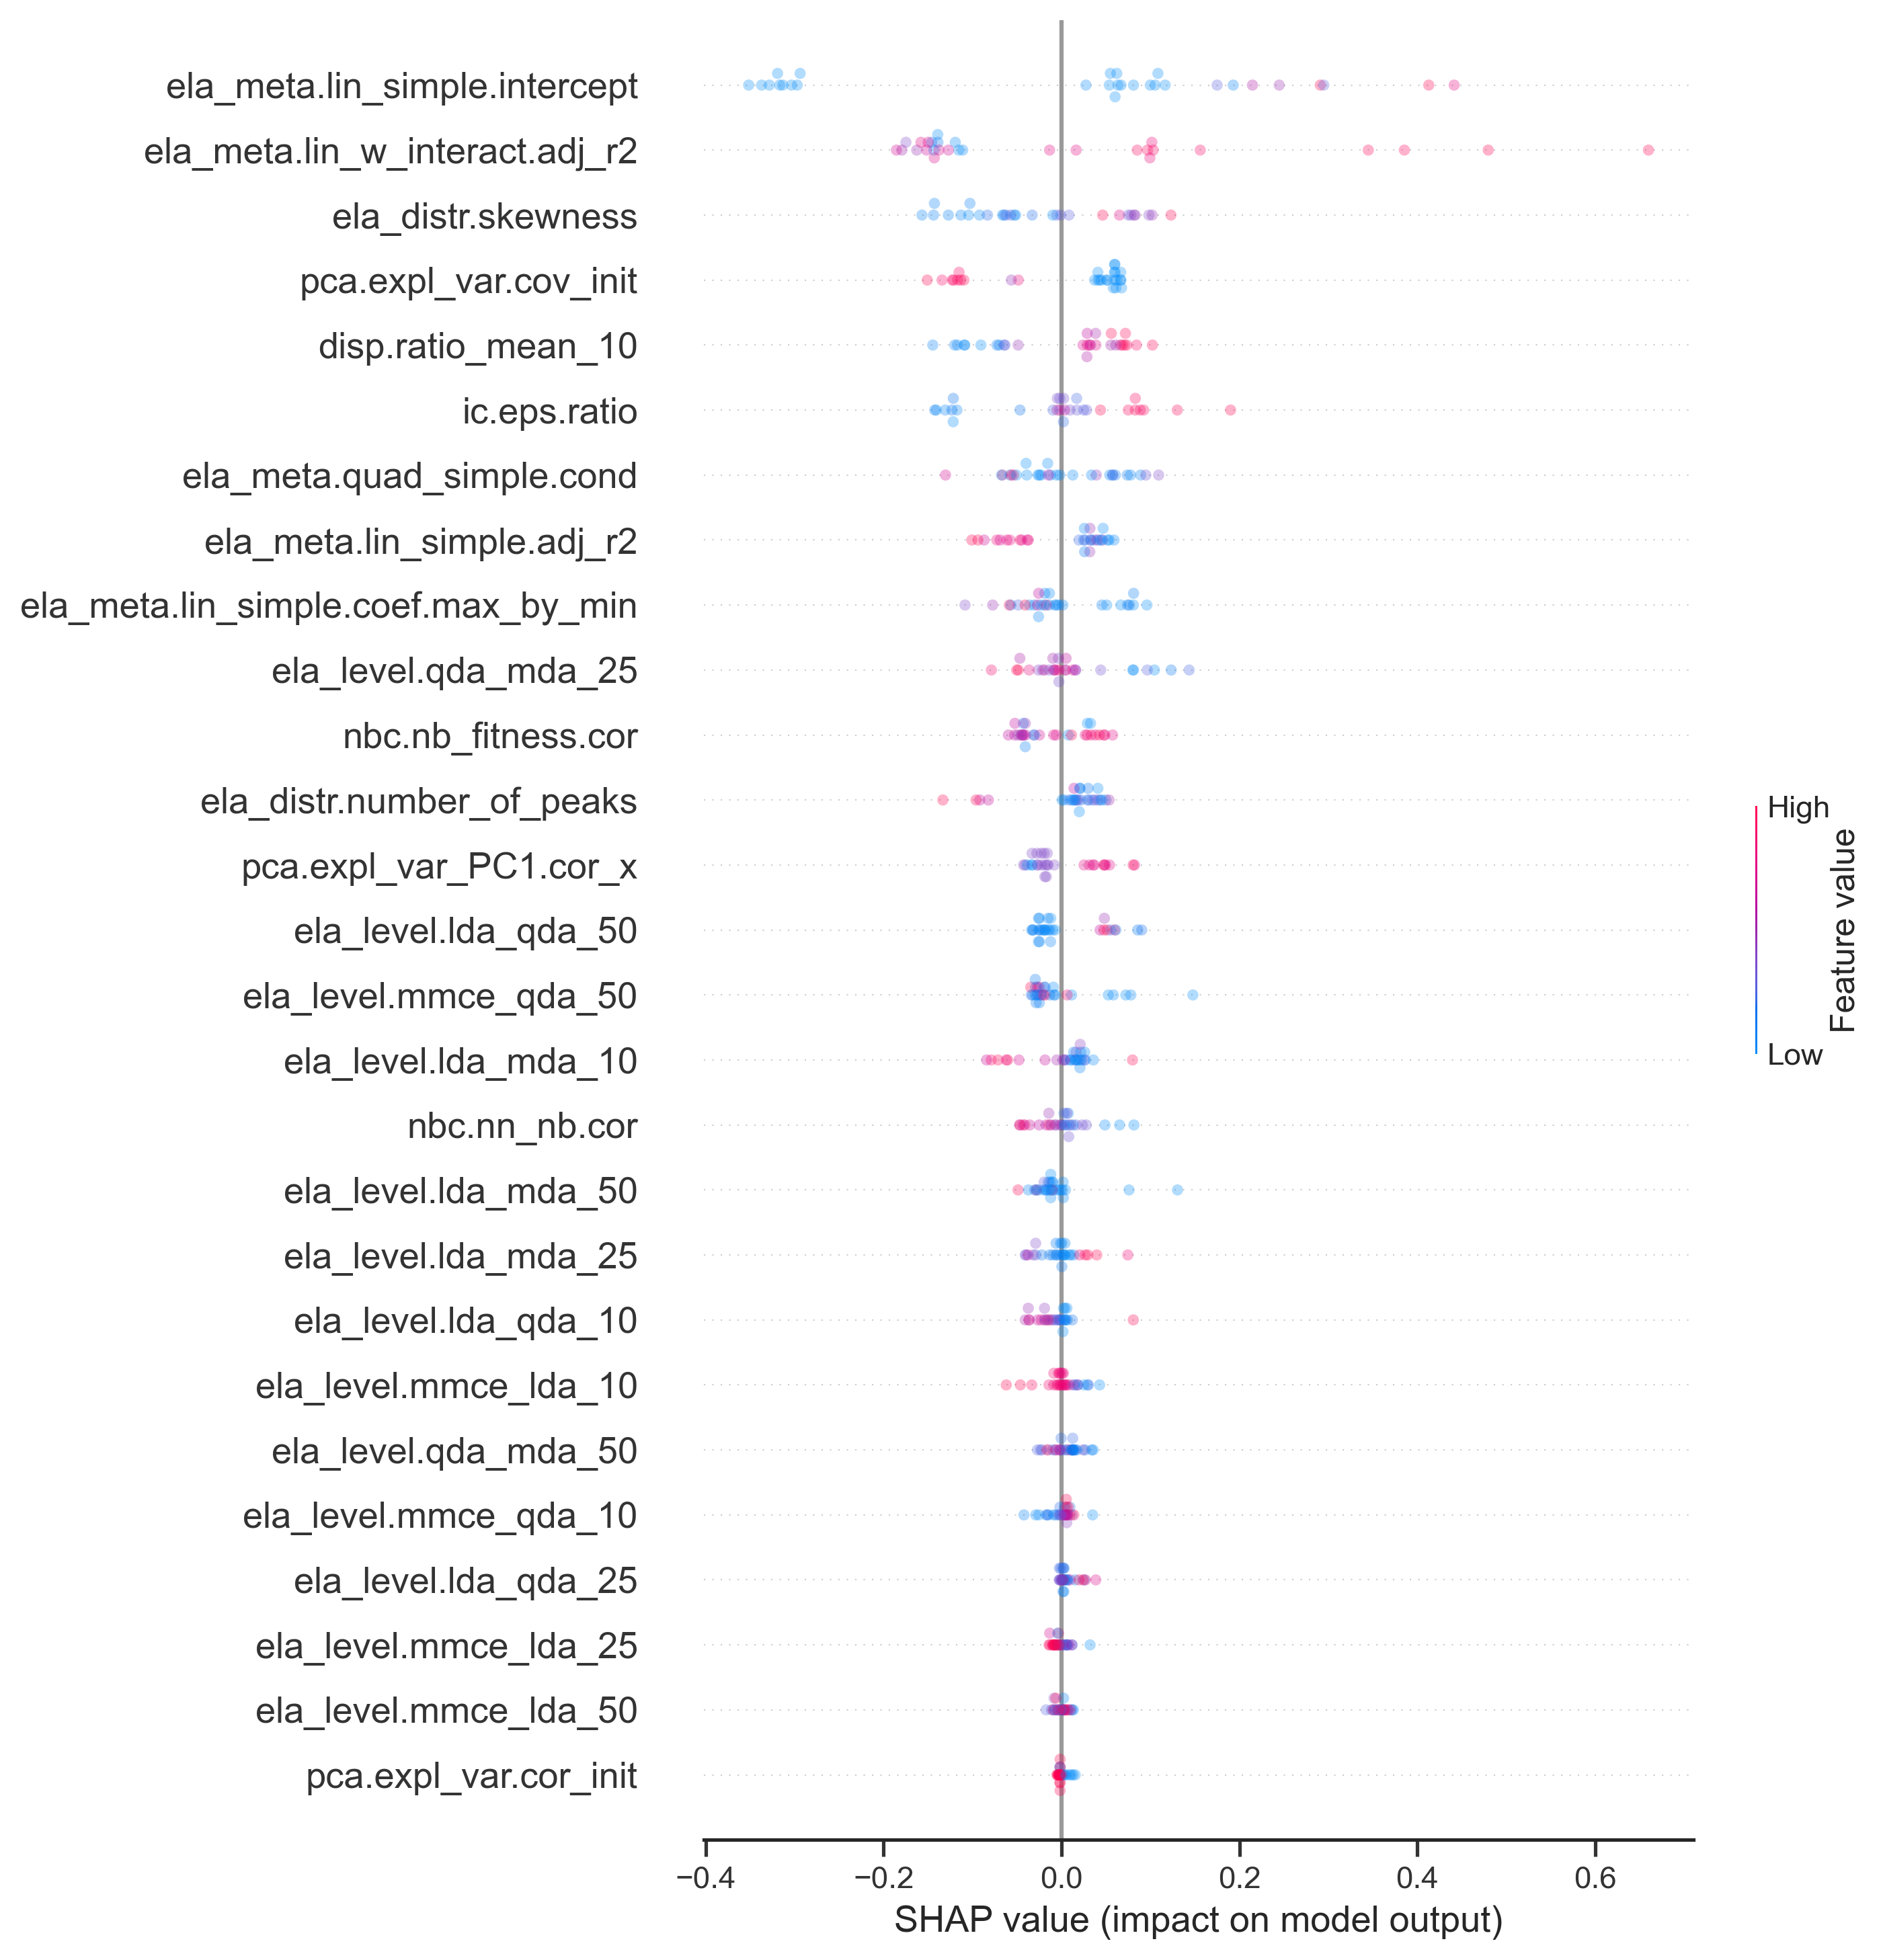 ela_meta.lin_simple.intercept
ela_meta.lin_w_interact.adj_r2
ela_distr.skewness
pca.expl_var.cov_init
disp.ratio_mean_10
ic.eps.ratio
ela_meta.quad_simple.cond
ela_meta.lin_simple.adj_r2
ela_meta.lin_simple.coef.max_by_min
ela_level.qda_mda_25
nbc.nb_fitness.cor
ela_distr.number_of_peaks
pca.expl_var_PC1.cor_x
ela_level.lda_qda_50
ela_level.mmce_qda_50
ela_level.lda_mda_10
nbc.nn_nb.cor
ela_level.lda_mda_50
ela_level.lda_mda_25
ela_level.lda_qda_10
ela_level.mmce_lda_10
ela_level.qda_mda_50
ela_level.mmce_qda_10
ela_level.lda_qda_25
ela_level.mmce_lda_25
ela_level.mmce_lda_50
pca.expl_var.cor_init
−0.4 −0.2 0.0 0.2 0.4 0.6
SHAP value (impact on model output)
High
Feature value
Low